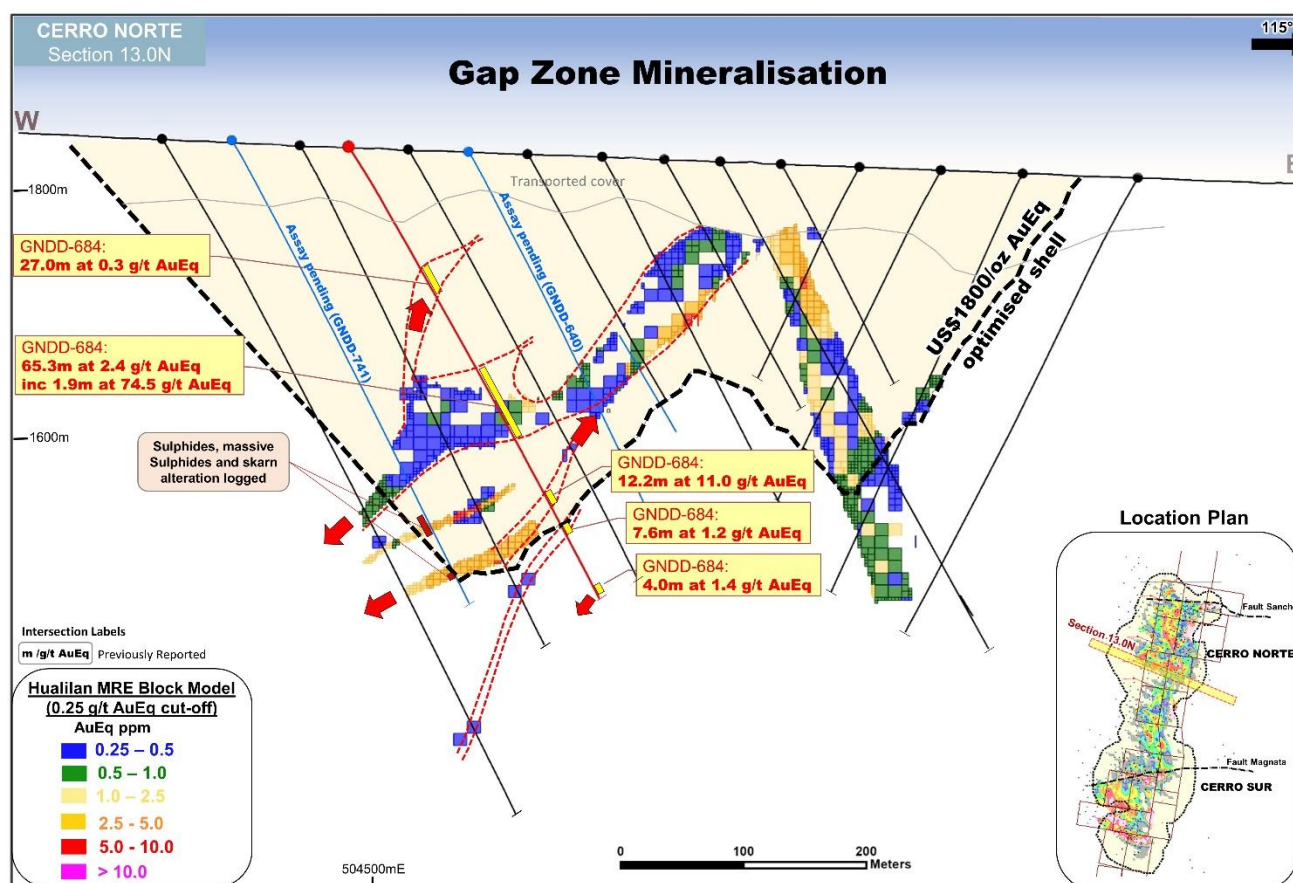 CERRO NORTE
Section 13.0N
115°
Gap Zone Mineralisation
W
E
Transported cover
1800m
1600m
Assay pending (GNDD-741)
Assay pending (GNDD-640)
US$1800/oz AuEq
optimised shell
GNDD-684:
27.0m at 0.3 g/t AuEq
GNDD-684:
65.3m at 2.4 g/t AuEq
inc 1.9m at 74.5 g/t AuEq
Sulphides, massive
Sulphides and skarn
alteration logged
GNDD-684:
12.2m at 11.0 g/t AuEq
GNDD-684:
7.6m at 1.2 g/t AuEq
GNDD-684:
4.0m at 1.4 g/t AuEq
Intersection Labels
m /g/t AuEq Previously Reported
Hualilan MRE Block Model
(0.25 g/t AuEq cut-off)
AuEq ppm
0.25 – 0.5
0.5 – 1.0
1.0 – 2.5
2.5 - 5.0
5.0 - 10.0
> 10.0
504500mE
0 100 200
Meters
Location Plan
Fault Sanche
Section 13.0N
CERRO NORTE
Fault Magnata
CERRO SUR